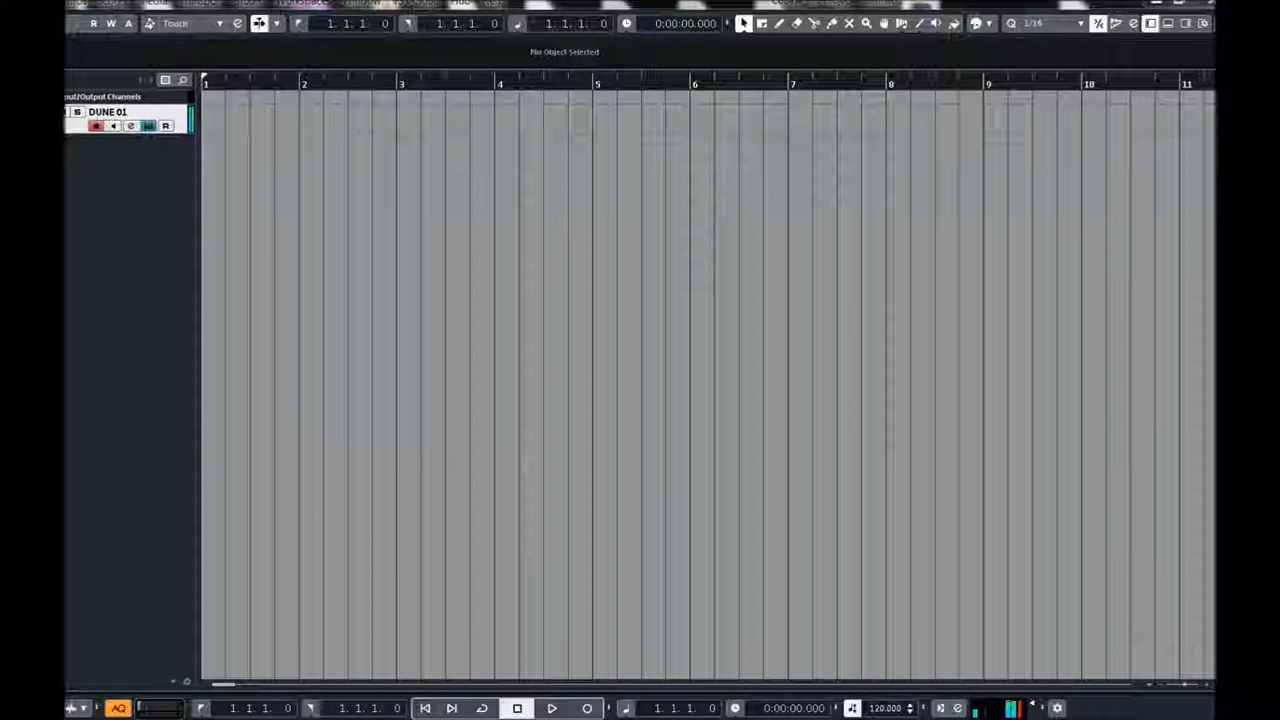 R W A Touch 1. 1. 1. 0 1. 1. 1. 0 1. 1. 1. 0 0:00:00.000 Q 1/16
No Object Selected
1 2 3 4 5 6 7 8 9 10 11
put/Output Channels
S DUNE 01
e R
AQ 1. 1. 1. 0 1. 1. 1. 0 1. 1. 1. 0 0:00:00.000 120.000